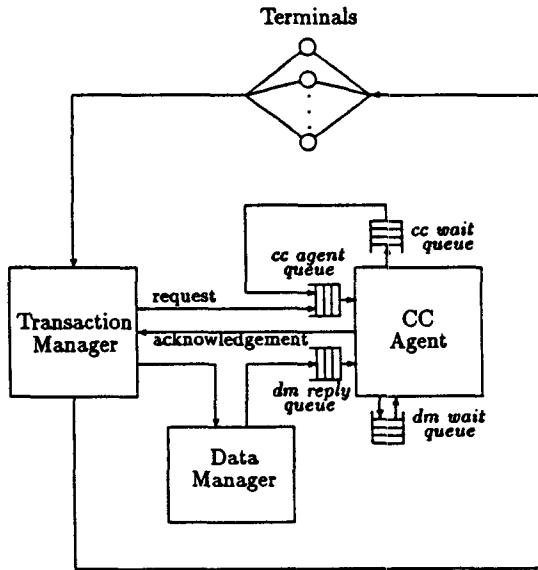 Terminals
cc wait
queue
cc agent
queue
request
Transaction
Manager
CC
Agent
acknowledgement
dm reply
queue
dm wait
queue
Data
Manager